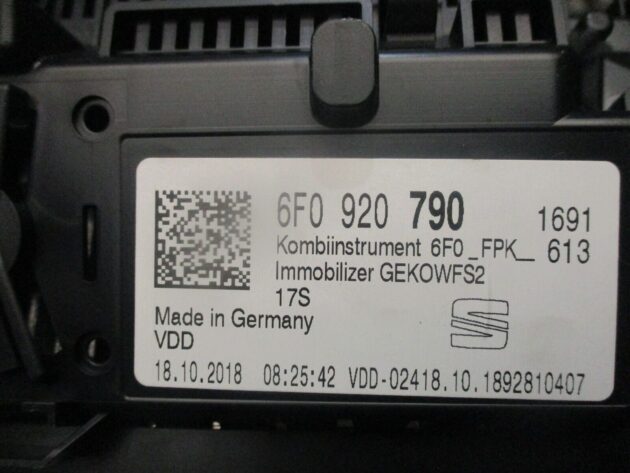 6F0 920 790 1691
Kombiinstrument 6F0_FPK_ 613
Immobilizer GEKOWFS2
17S
Made in Germany
VDD
18.10.2018 08:25:42 VDD-02418.10.1892810407